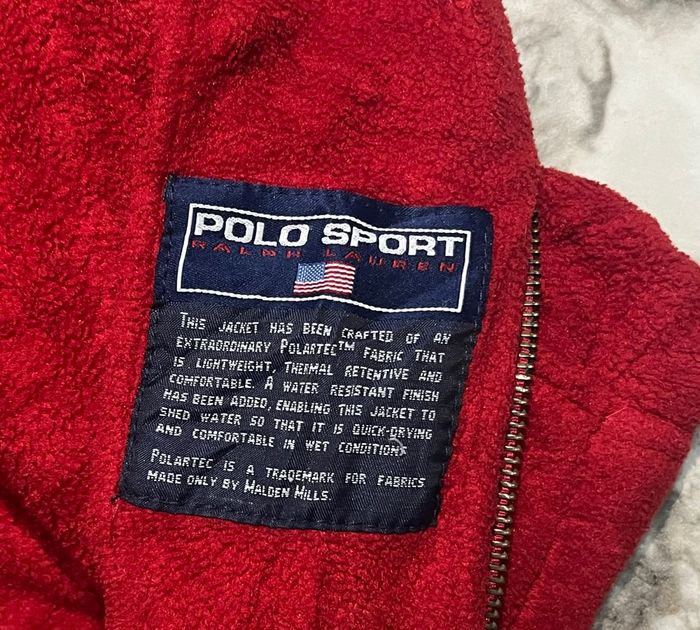 POLO SPORT
RALPH LAUREN
THIS JACKET HAS BEEN CRAFTED OF AN
EXTRAORDINARY POLARTEC™ FABRIC THAT
IS LIGHTWEIGHT, THERMAL RETENTIVE AND
COMFORTABLE. A WATER RESISTANT FINISH
HAS BEEN ADDED, ENABLING THIS JACKET TO
SHED WATER SO THAT IT IS QUICK-DRYING
AND COMFORTABLE IN WET CONDITIONS
POLARTEC IS A TRADEMARK FOR FABRICS
MADE ONLY BY MALDEN MILLS.